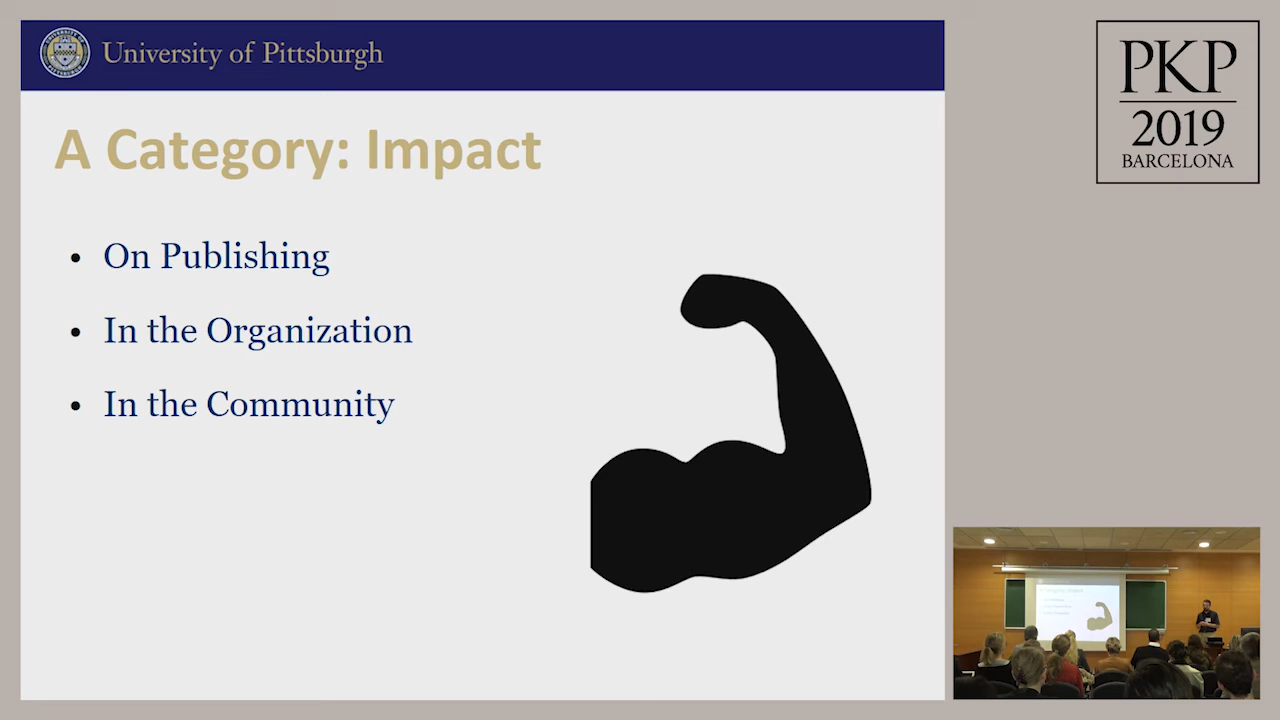 University of Pittsburgh
A Category: Impact
• On Publishing
• In the Organization
• In the Community
PKP
2019
BARCELONA